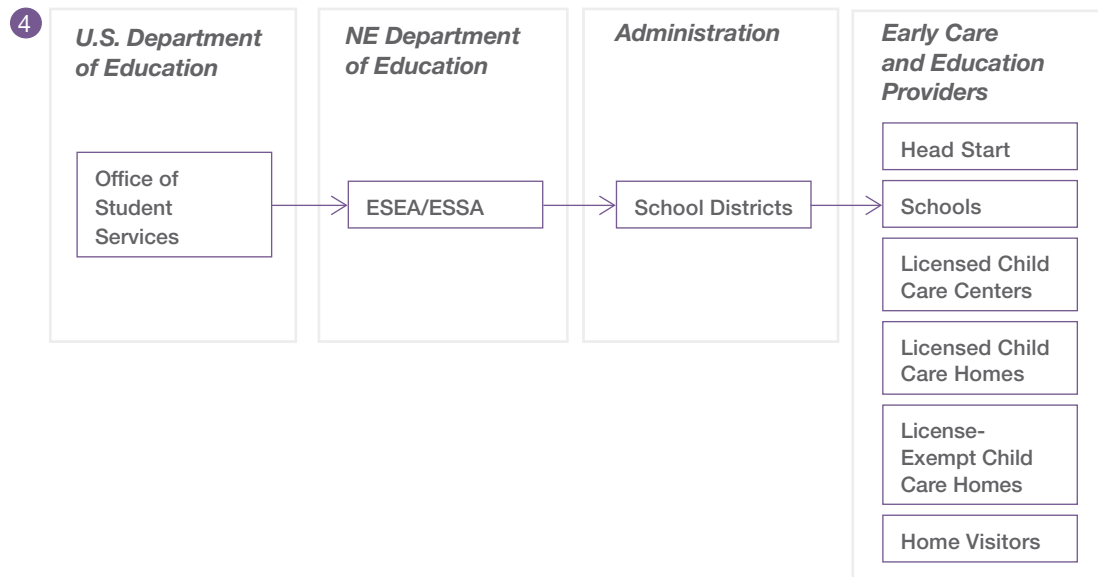 4
U.S. Department
of Education
NE Department
of Education
Administration
Early Care
and Education
Providers
Office of
Student
Services
ESEA/ESSA
School Districts
Head Start
Schools
Licensed Child
Care Centers
Licensed Child
Care Homes
License-
Exempt Child
Care Homes
Home Visitors